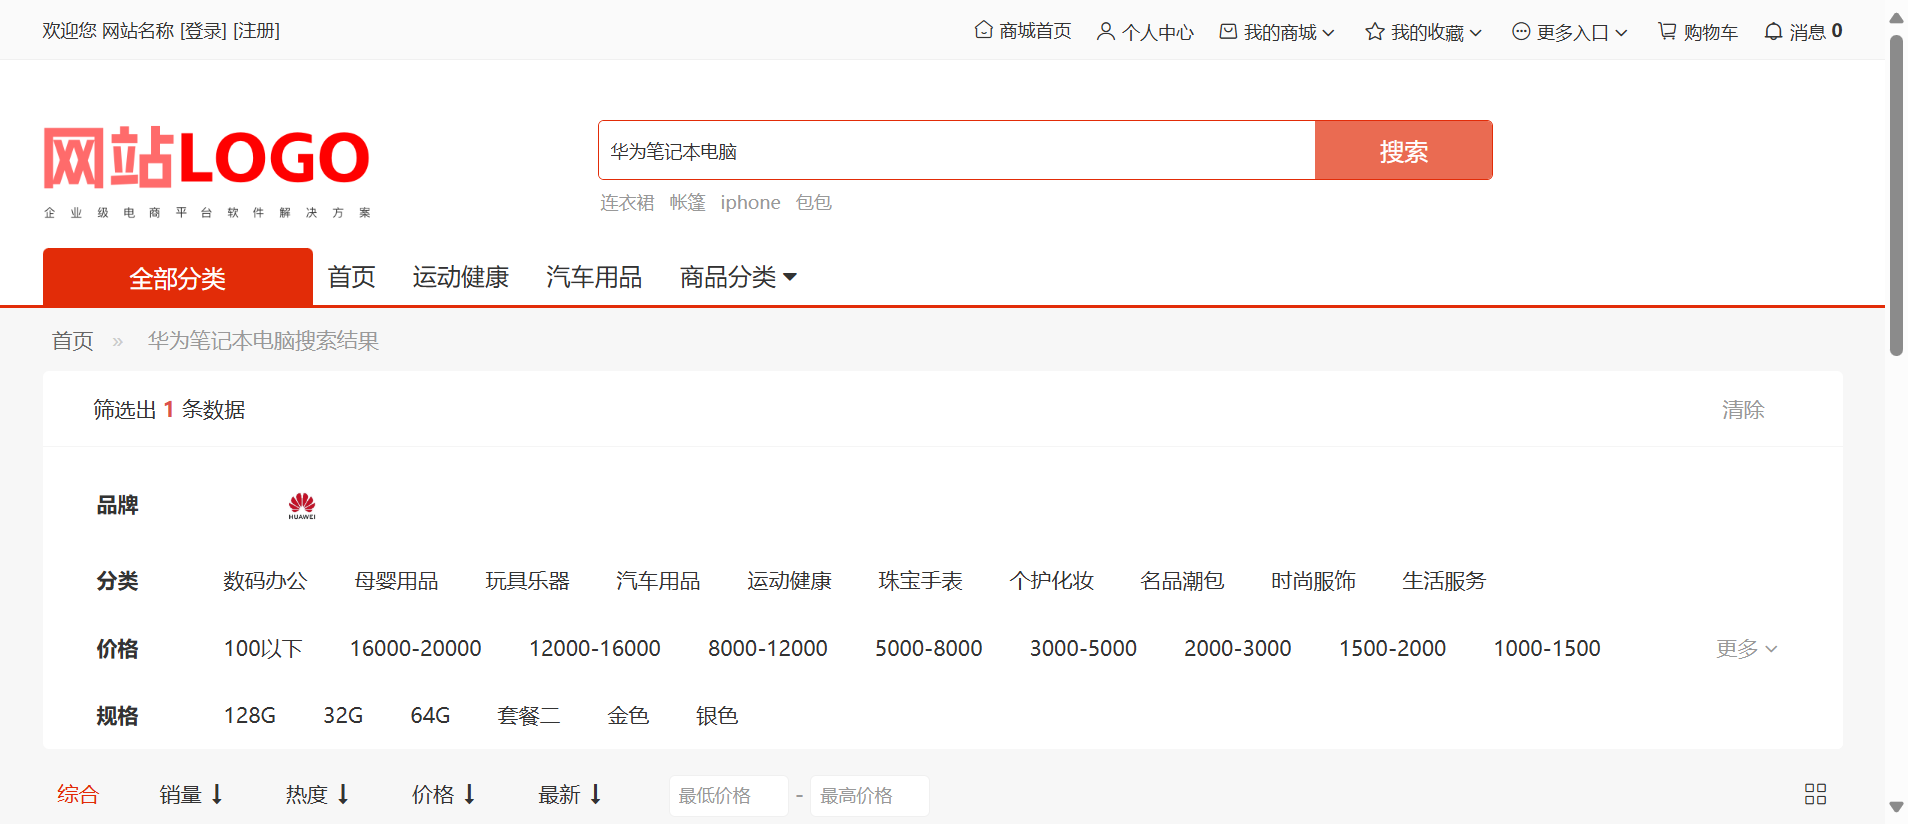 欢迎您 网站名称 [登录] [注册]
商城首页 个人中心 我的商城 我的收藏 更多入口 购物车 消息 0
网站LOGO
企业级电商平台软件解决方案
华为笔记本电脑 搜索
连衣裙 帐篷 iphone 包包
全部分类 首页 运动健康 汽车用品 商品分类
首页 » 华为笔记本电脑搜索结果
筛选出 1 条数据 清除
品牌 HUAWEI
分类 数码办公 母婴用品 玩具乐器 汽车用品 运动健康 珠宝手表 个护化妆 名品潮包 时尚服饰 生活服务
价格 100以下 16000-20000 12000-16000 8000-12000 5000-8000 3000-5000 2000-3000 1500-2000 1000-1500 更多
规格 128G 32G 64G 套餐二 金色 银色
综合 销量 热度 价格 最新 最低价格 - 最高价格